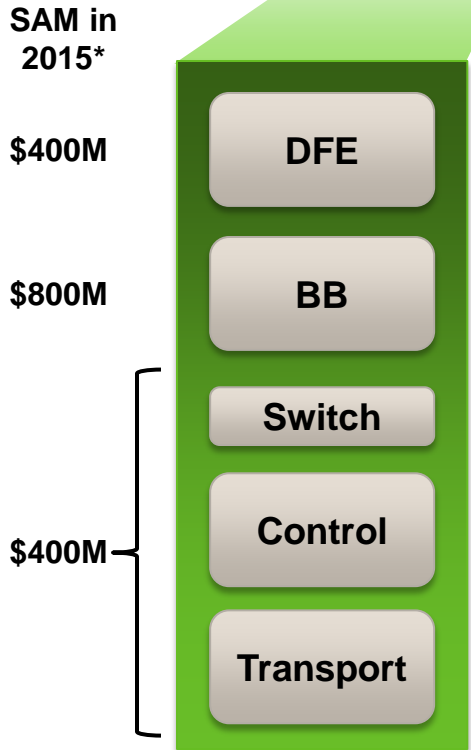 SAM in
2015*
$400M
DFE
$800M
BB
Switch
$400M
Control
Transport